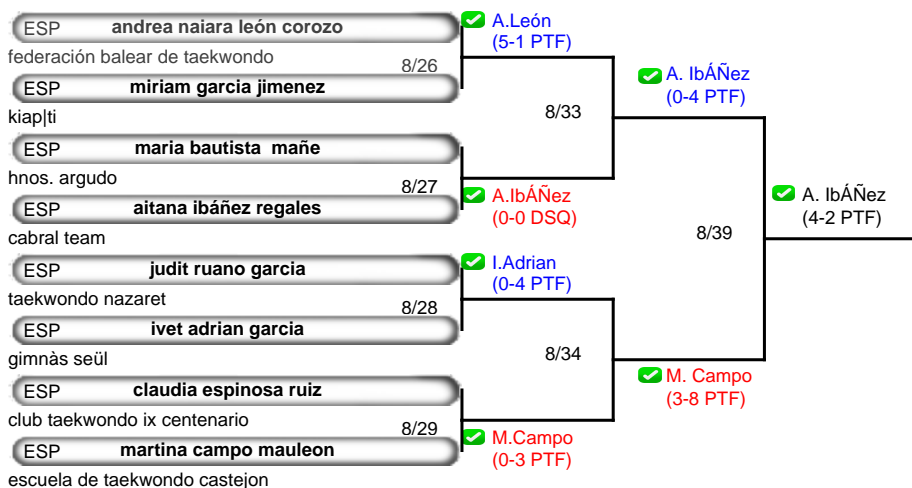 ESP andrea naiara león corozo
federación balear de taekwondo
8/26
ESP miriam garcia jimenez
kiap|ti
A.León
(5-1 PTF)
ESP maria bautista mañe
hnos. argudo
8/27
ESP aitana ibáñez regales
cabral team
A.IbÁÑez
(0-0 DSQ)
8/33
A. IbÁÑez
(0-4 PTF)
ESP judit ruano garcia
taekwondo nazaret
8/28
ESP ivet adrian garcia
gimnàs seül
I.Adrian
(0-4 PTF)
ESP claudia espinosa ruiz
club taekwondo ix centenario
8/29
ESP martina campo mauleon
escuela de taekwondo castejon
M.Campo
(0-3 PTF)
8/34
M. Campo
(3-8 PTF)
8/39
A. IbÁÑez
(4-2 PTF)